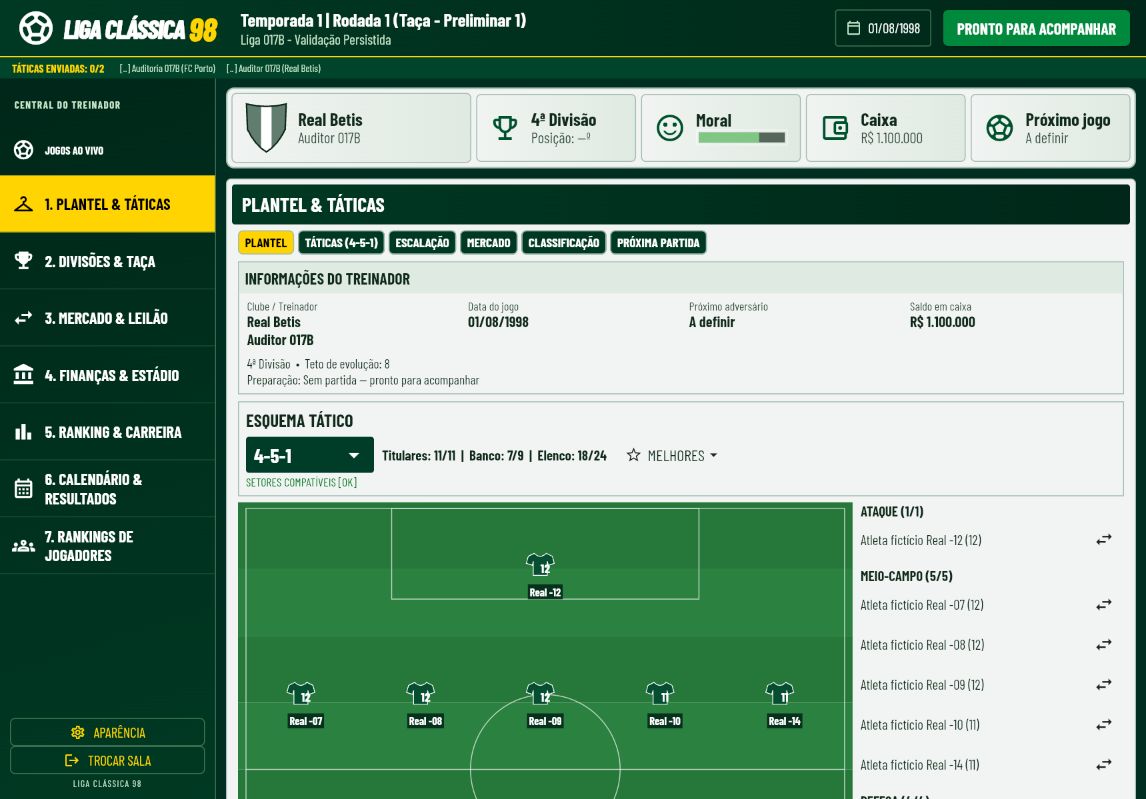 LIGA CLÁSSICA 98
Temporada 1 | Rodada 1 (Taça - Preliminar 1)
Liga 017B - Validação Persistida
01/08/1998
PRONTO PARA ACOMPANHAR
TÁTICAS ENVIADAS: 0/2
[..] Auditoria 017B (FC Porto)
[..] Auditor 017B (Real Betis)
CENTRAL DO TREINADOR
JOGOS AO VIVO
1. PLANTEL & TÁTICAS
2. DIVISÕES & TAÇA
3. MERCADO & LEILÃO
4. FINANÇAS & ESTÁDIO
5. RANKING & CARREIRA
6. CALENDÁRIO &
RESULTADOS
7. RANKINGS DE
JOGADORES
APARÊNCIA
TROCAR SALA
LIGA CLÁSSICA 98
Real Betis
Auditor 017B
4ª Divisão
Posição: —º
Moral
Caixa
R$ 1.100.000
Próximo jogo
A definir
PLANTEL & TÁTICAS
PLANTEL
TÁTICAS (4-5-1)
ESCALAÇÃO
MERCADO
CLASSIFICAÇÃO
PRÓXIMA PARTIDA
INFORMAÇÕES DO TREINADOR
Clube / Treinador
Real Betis
Auditor 017B
Data do jogo
01/08/1998
Próximo adversário
A definir
Saldo em caixa
R$ 1.100.000
4ª Divisão • Teto de evolução: 8
Preparação: Sem partida — pronto para acompanhar
ESQUEMA TÁTICO
4-5-1
Titulares: 11/11 | Banco: 7/9 | Elenco: 18/24
MELHORES
SETORES COMPATÍVEIS [OK]
12
Real -12
12
Real -07
12
Real -08
12
Real -09
11
Real -10
11
Real -14
ATAQUE (1/1)
Atleta fictício Real -12 (12)
MEIO-CAMPO (5/5)
Atleta fictício Real -07 (12)
Atleta fictício Real -08 (12)
Atleta fictício Real -09 (12)
Atleta fictício Real -10 (11)
Atleta fictício Real -14 (11)